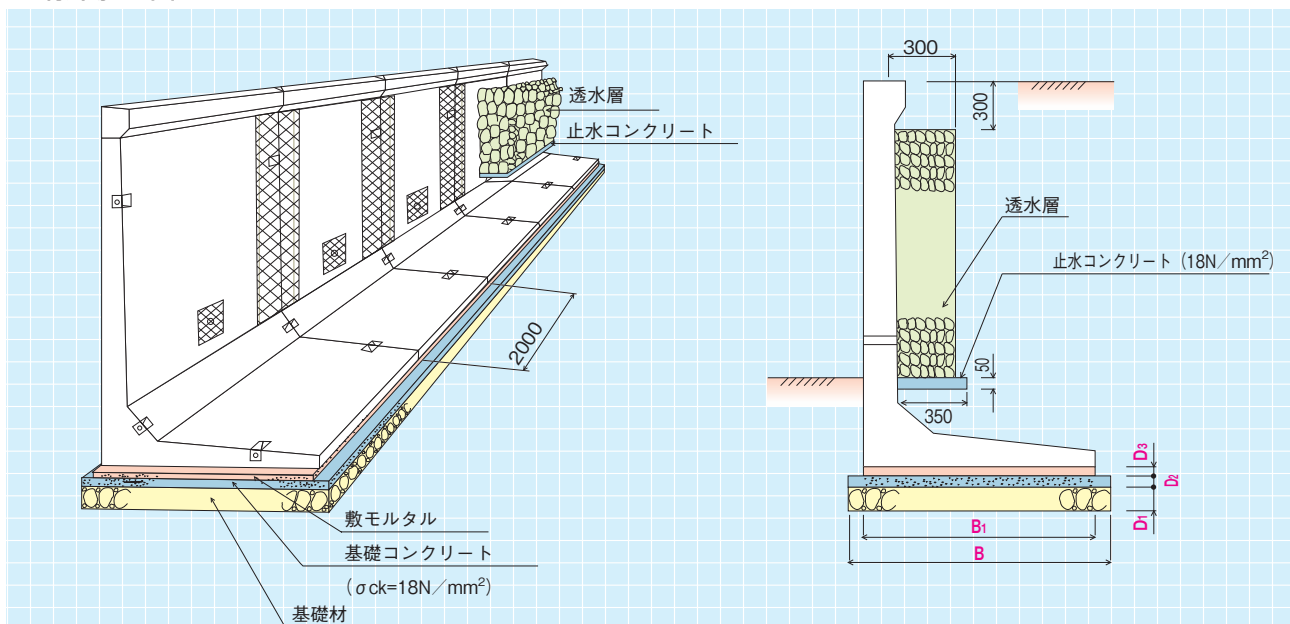 透水層
止水コンクリート
2000
敷モルタル
基礎コンクリート
(σck=18N／mm²)
基礎材
300
300
透水層
止水コンクリート (18N／mm²)
50
350
D3
D2
D1
B1
B